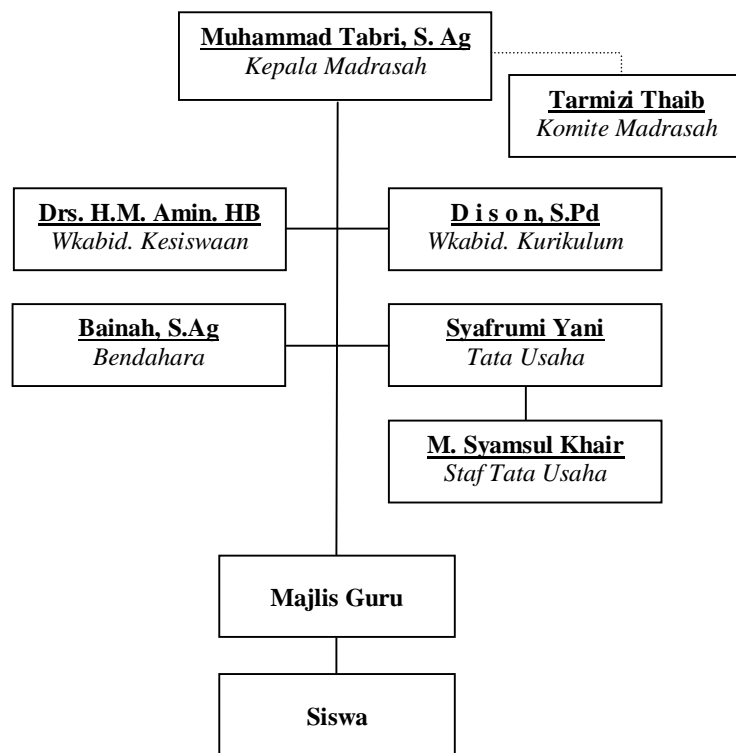 Muhammad Tabri, S. Ag
Kepala Madrasah
Tarmizi Thaib
Komite Madrasah
Drs. H.M. Amin. HB
Wkabid. Kesiswaan
D i s o n, S.Pd
Wkabid. Kurikulum
Bainah, S.Ag
Bendahara
Syafrumi Yani
Tata Usaha
M. Syamsul Khair
Staf Tata Usaha
Majlis Guru
Siswa